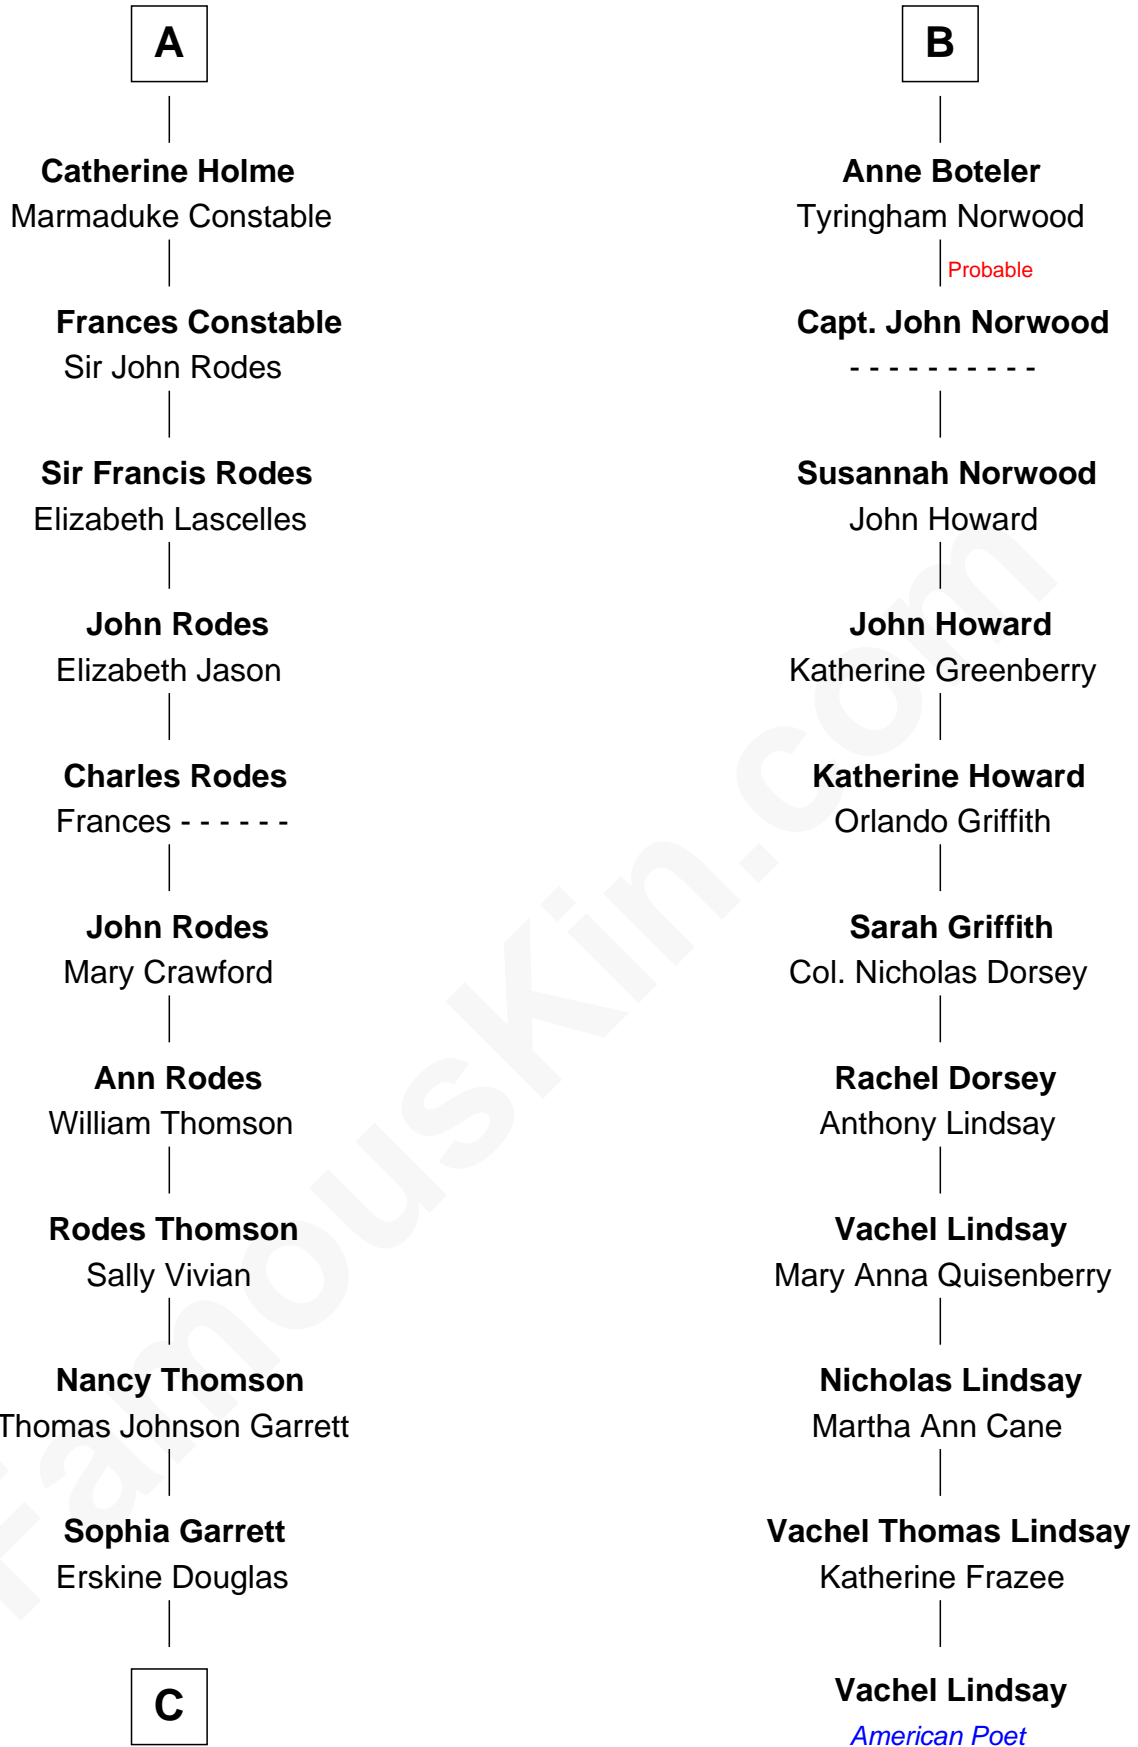 A
Catherine Holme
Marmaduke Constable
Frances Constable
Sir John Rodes
Sir Francis Rodes
Elizabeth Lascelles
John Rodes
Elizabeth Jason
Charles Rodes
Frances - - - - - -
John Rodes
Mary Crawford
Ann Rodes
William Thomson
Rodes Thomson
Sally Vivian
Nancy Thomson
Thomas Johnson Garrett
Sophia Garrett
Erskine Douglas
C
B
Anne Boteler
Tyringham Norwood
Probable
Capt. John Norwood
- - - - - - - - - -
Susannah Norwood
John Howard
John Howard
Katherine Greenberry
Katherine Howard
Orlando Griffith
Sarah Griffith
Col. Nicholas Dorsey
Rachel Dorsey
Anthony Lindsay
Vachel Lindsay
Mary Anna Quisenberry
Nicholas Lindsay
Martha Ann Cane
Vachel Thomas Lindsay
Katherine Frazee
Vachel Lindsay
American Poet
FamousKin.com